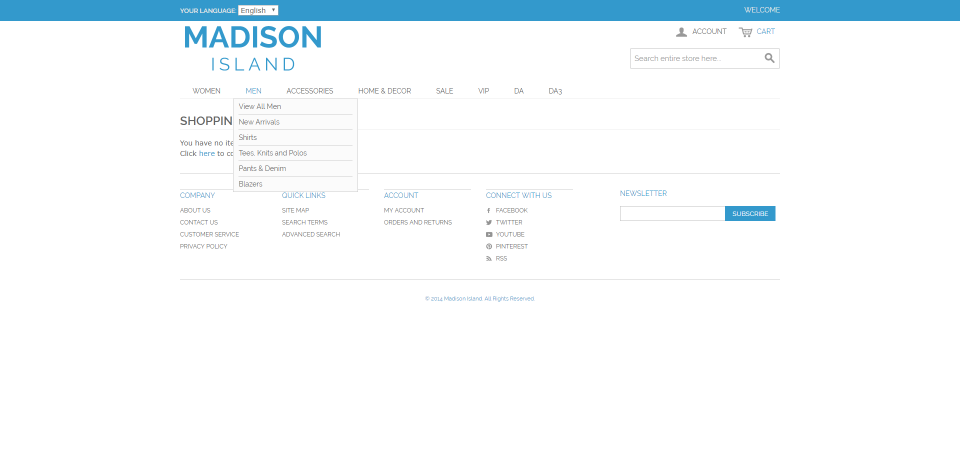 YOUR LANGUAGE: English
WELCOME
MADISON
ISLAND
ACCOUNT CART
Search entire store here...
WOMEN MEN ACCESSORIES HOME & DECOR SALE VIP DA DA3
View All Men
New Arrivals
Shirts
Tees, Knits and Polos
Pants & Denim
Blazers
SHOPPIN
You have no ite
Click here to co
COMPANY
ABOUT US
CONTACT US
CUSTOMER SERVICE
PRIVACY POLICY
QUICK LINKS
SITE MAP
SEARCH TERMS
ADVANCED SEARCH
ACCOUNT
MY ACCOUNT
ORDERS AND RETURNS
CONNECT WITH US
FACEBOOK
TWITTER
YOUTUBE
PINTEREST
RSS
NEWSLETTER
SUBSCRIBE
© 2014 Madison Island. All Rights Reserved.